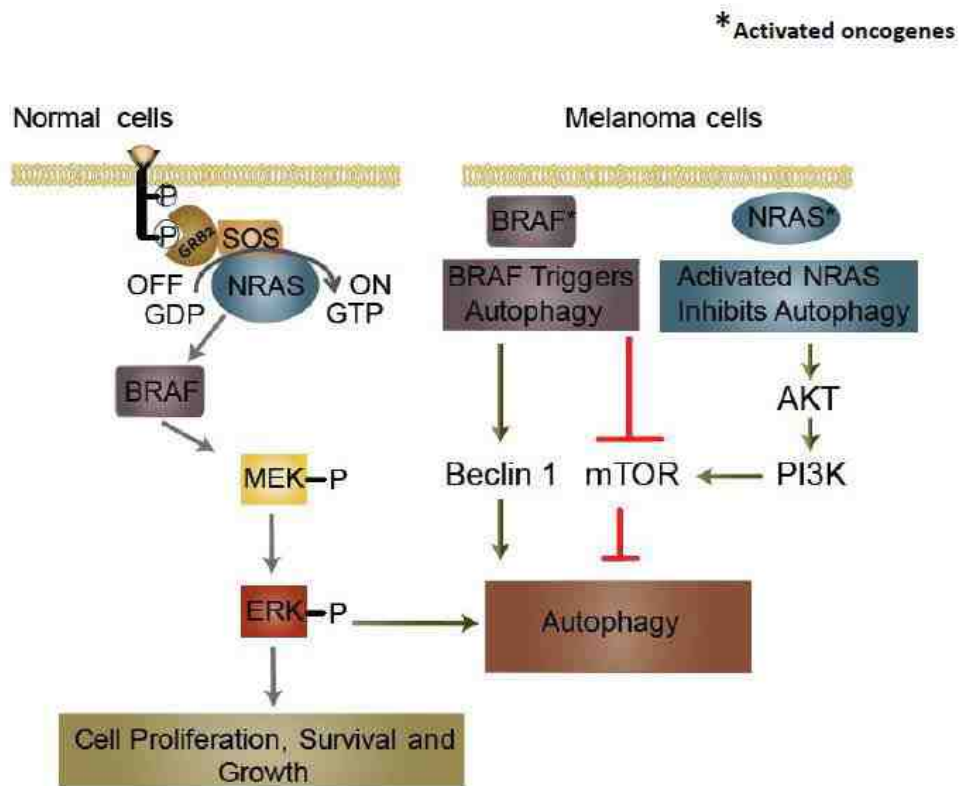 *Activated oncogenes
Normal cells
Melanoma cells
P
P
GRB2
SOS
OFF
GDP
NRAS
ON
GTP
BRAF
MEK-P
ERK-P
Cell Proliferation, Survival and
Growth
BRAF*
NRAS*
BRAF Triggers
Autophagy
Activated NRAS
Inhibits Autophagy
AKT
Beclin 1
mTOR
PI3K
Autophagy